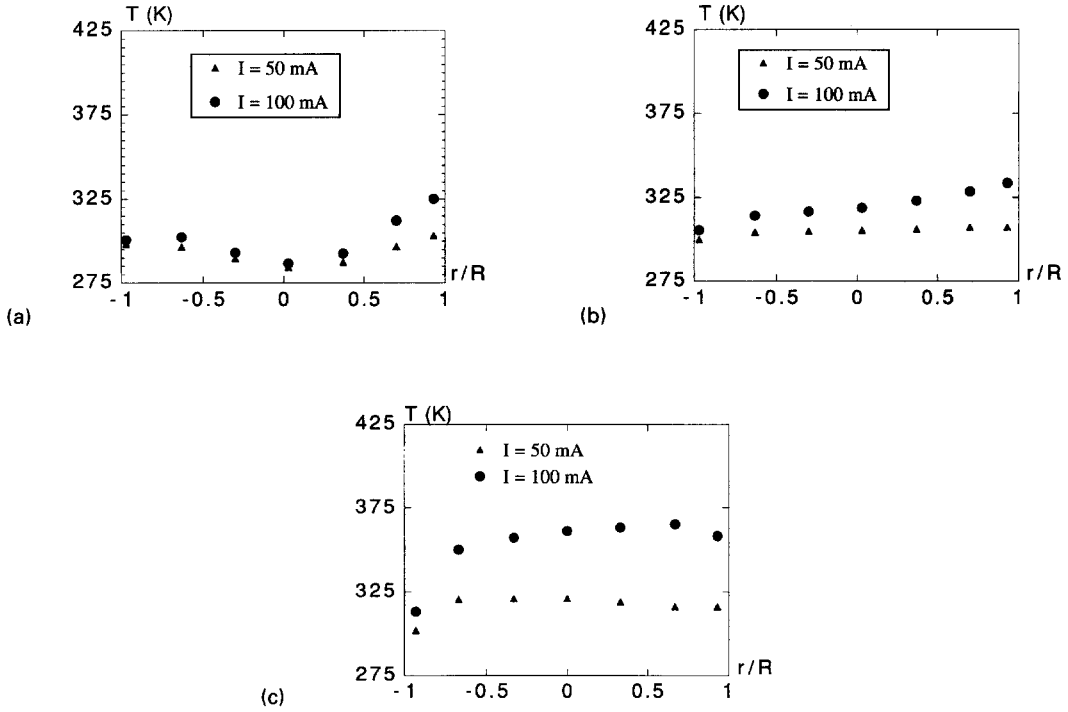 T (K)
425
I = 50 mA
I = 100 mA
375
325
275
r/R
-1
-0.5
0
0.5
1
(a)
T (K)
425
I = 50 mA
I = 100 mA
375
325
275
r/R
-1
-0.5
0
0.5
1
(b)
T (K)
425
I = 50 mA
I = 100 mA
375
325
275
r/R
-1
-0.5
0
0.5
1
(c)